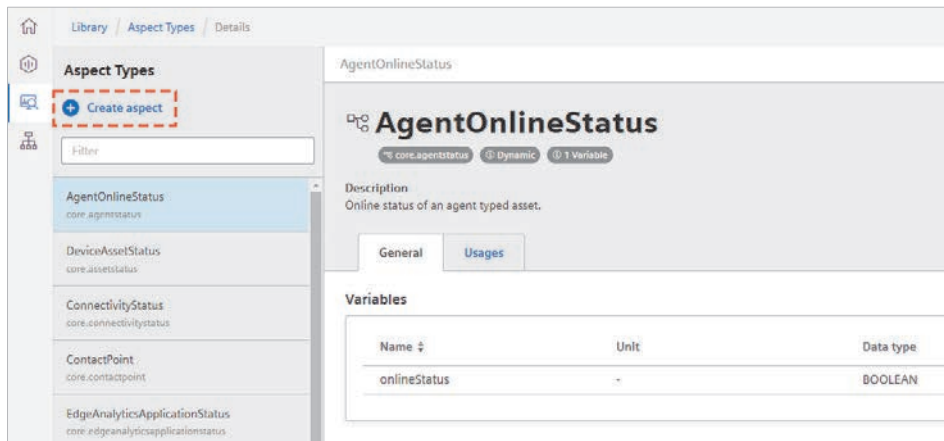 Library / Aspect Types / Details
Aspect Types
Create aspect
Filter
AgentOnlineStatus
core.agentstatus
DeviceAssetStatus
core.assetstatus
ConnectivityStatus
core.connectivitystatus
ContactPoint
core.contactpoint
EdgeAnalyticsApplicationStatus
core.edgeanalyticsapplicationstatus
AgentOnlineStatus
AgentOnlineStatus
core.agentstatus Dynamic 1 Variable
Description
Online status of an agent typed asset.
General Usages
Variables
Name Unit Data type
onlineStatus - BOOLEAN